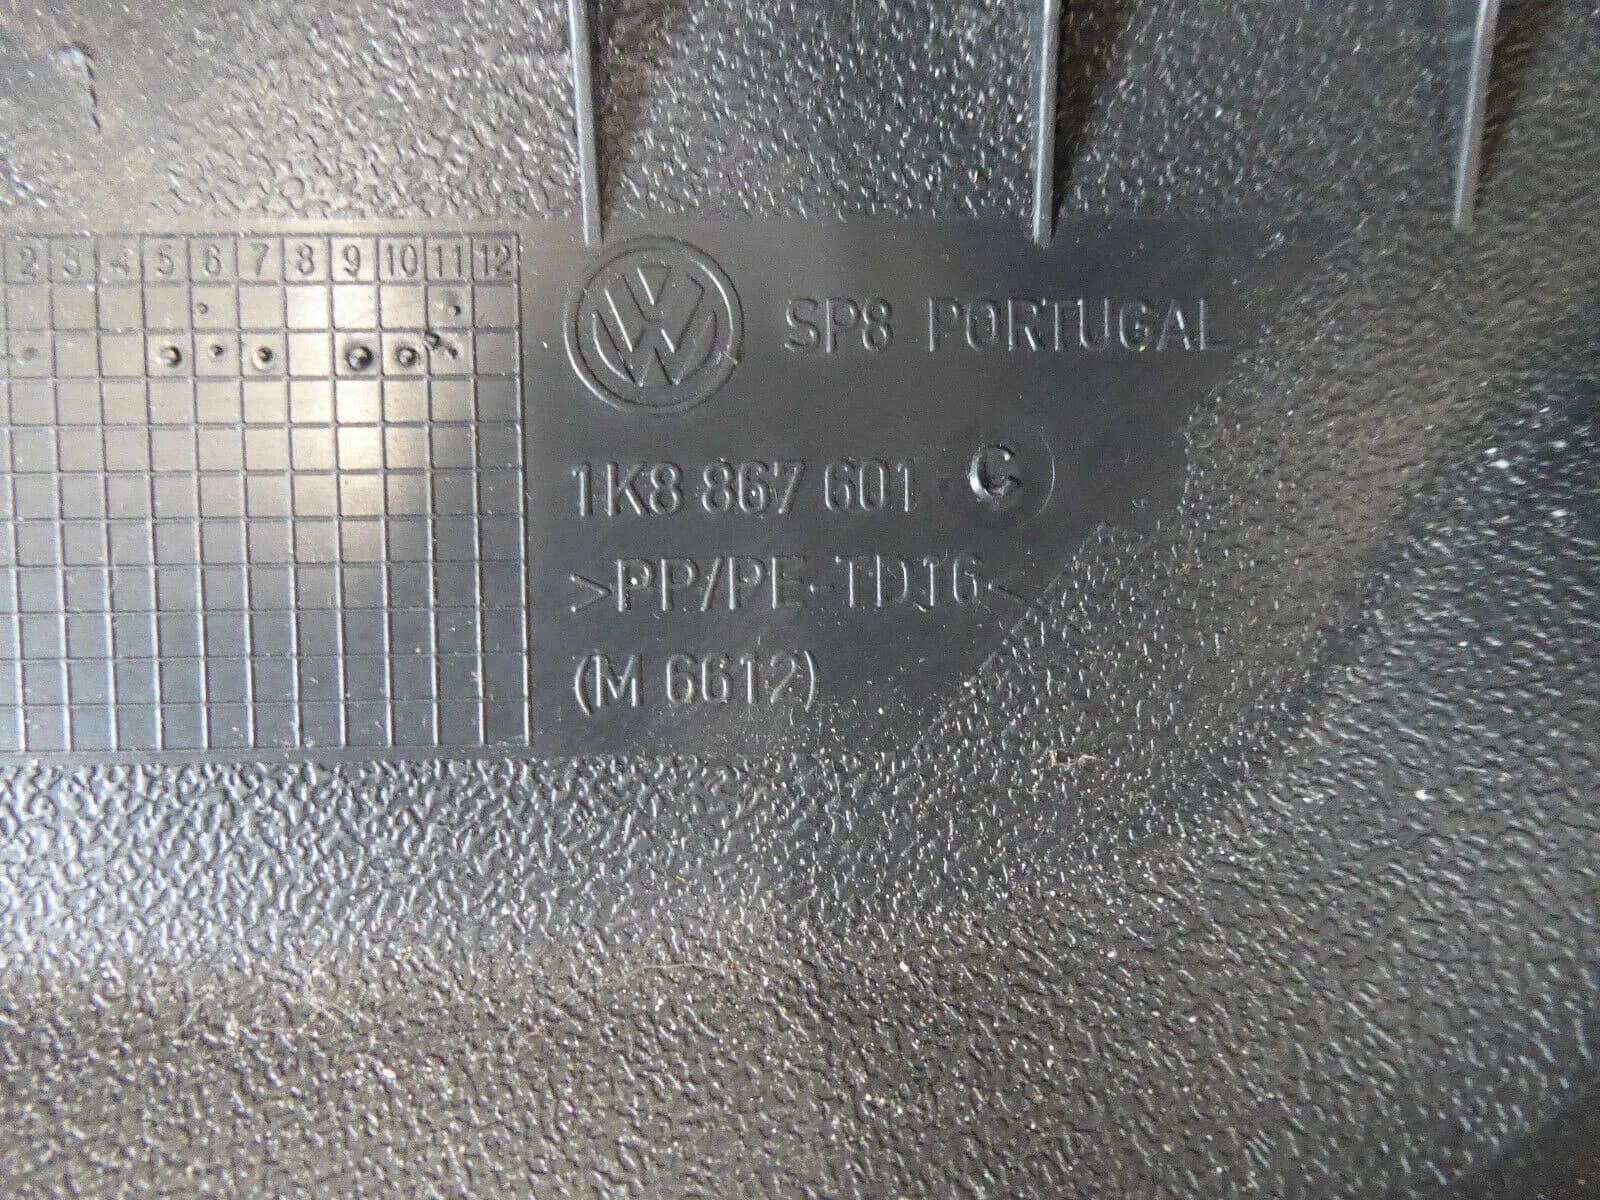 2 3 4 5 6 7 8 9 10 11 12
VW SP8 PORTUGAL
1K8 867 601 C
>PP/PE-TD16<
(M 6612)